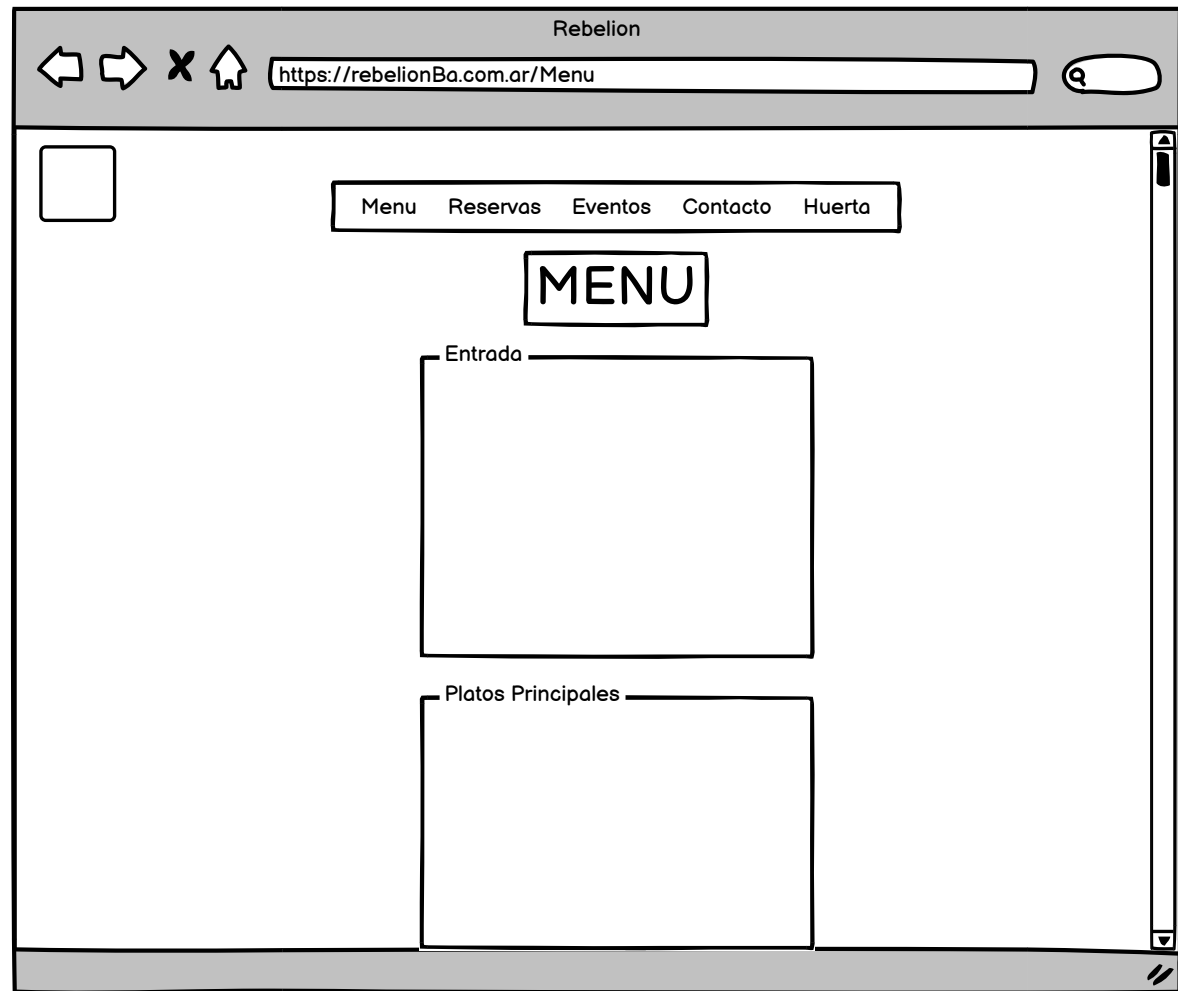 Rebelion
https://rebelionBa.com.ar/Menu
Menu Reservas Eventos Contacto Huerta
MENU
Entrada
Platos Principales